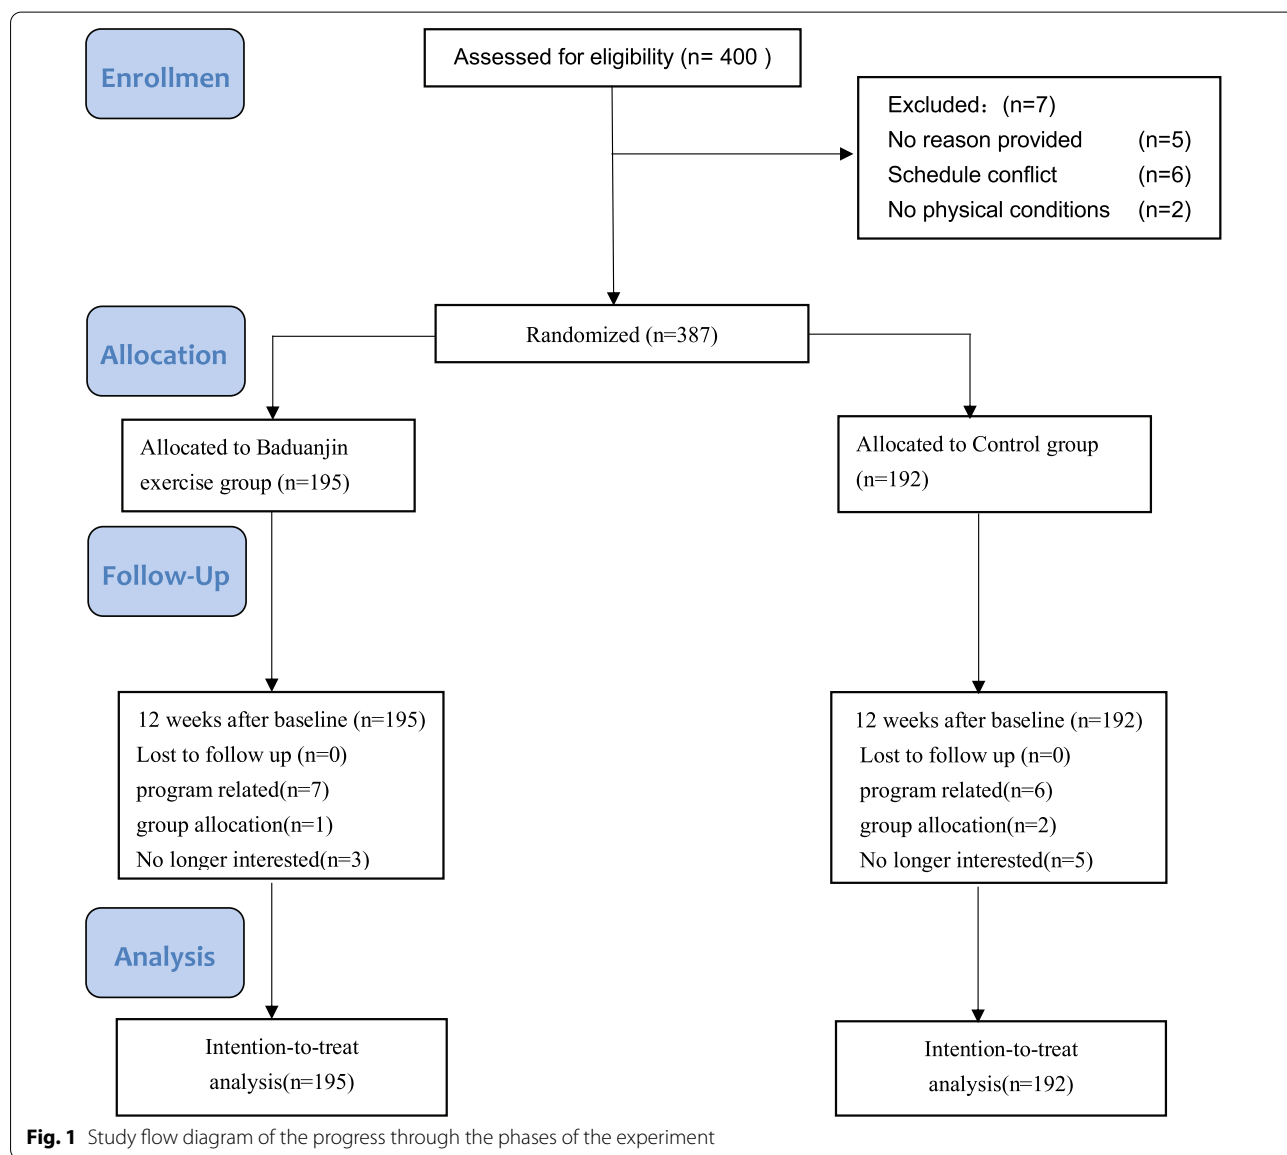 Enrollmen
Assessed for eligibility (n= 400 )
Excluded： (n=7)
No reason provided (n=5)
Schedule conflict (n=6)
No physical conditions (n=2)
Allocation
Randomized (n=387)
Allocated to Baduanjin
exercise group (n=195)
Allocated to Control group
(n=192)
Follow-Up
12 weeks after baseline (n=195)
Lost to follow up (n=0)
program related(n=7)
group allocation(n=1)
No longer interested(n=3)
12 weeks after baseline (n=192)
Lost to follow up (n=0)
program related(n=6)
group allocation(n=2)
No longer interested(n=5)
Analysis
Intention-to-treat
analysis(n=195)
Intention-to-treat
analysis(n=192)
Fig. 1 Study flow diagram of the progress through the phases of the experiment